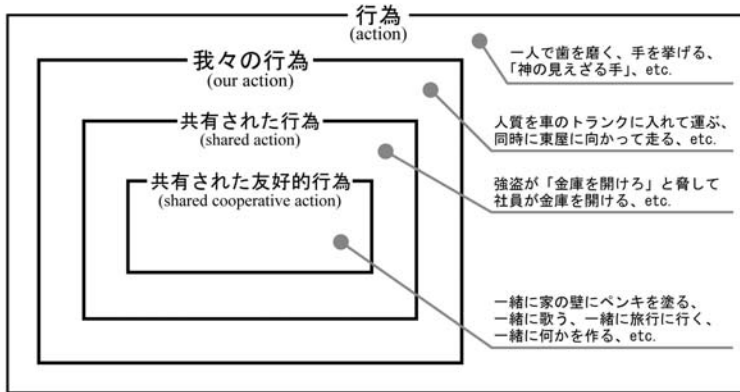 行為
(action)
一人で歯を磨く、手を挙げる、
「神の見えざる手」、etc.
我々の行為
(our action)
人質を車のトランクに入れて運ぶ、
同時に東屋に向かって走る、etc.
共有された行為
(shared action)
強盗が「金庫を開けろ」と脅して
社員が金庫を開ける、etc.
共有された友好的行為
(shared cooperative action)
一緒に家の壁にペンキを塗る、
一緒に歌う、一緒に旅行に行く、
一緒に何かを作る、etc.